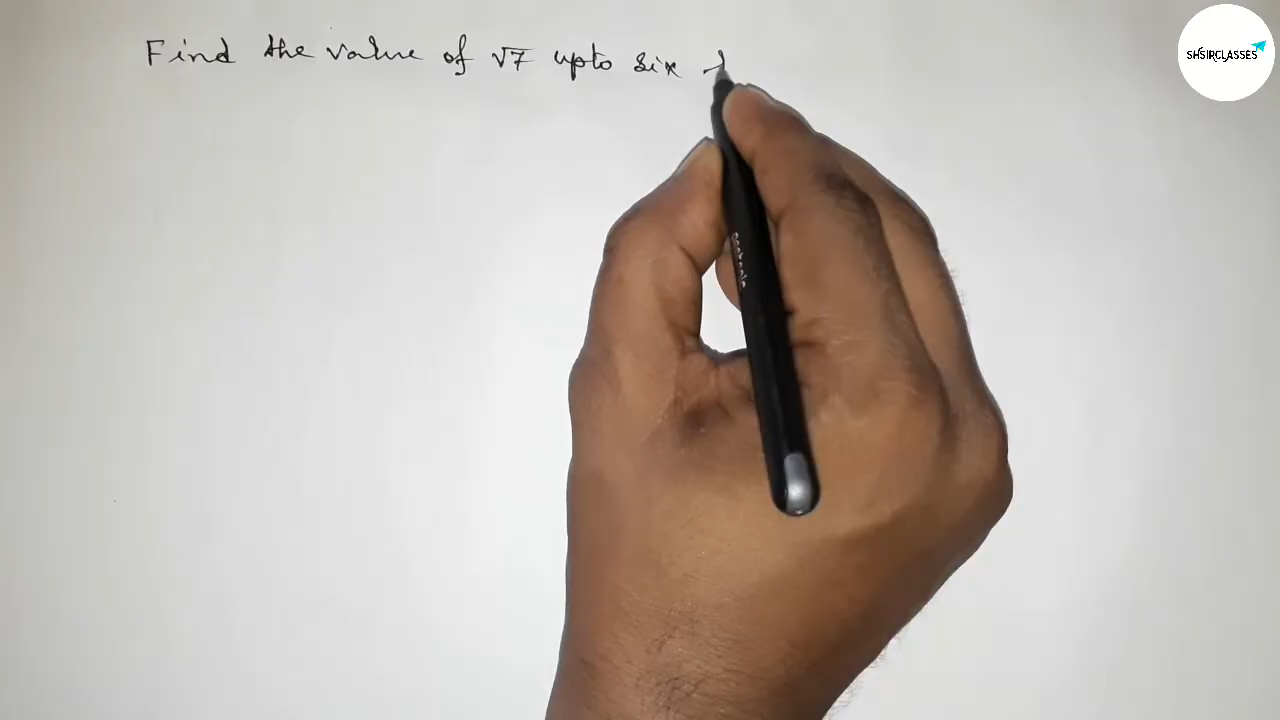 Find the value of √7 upto six
SHSIRCLASSES